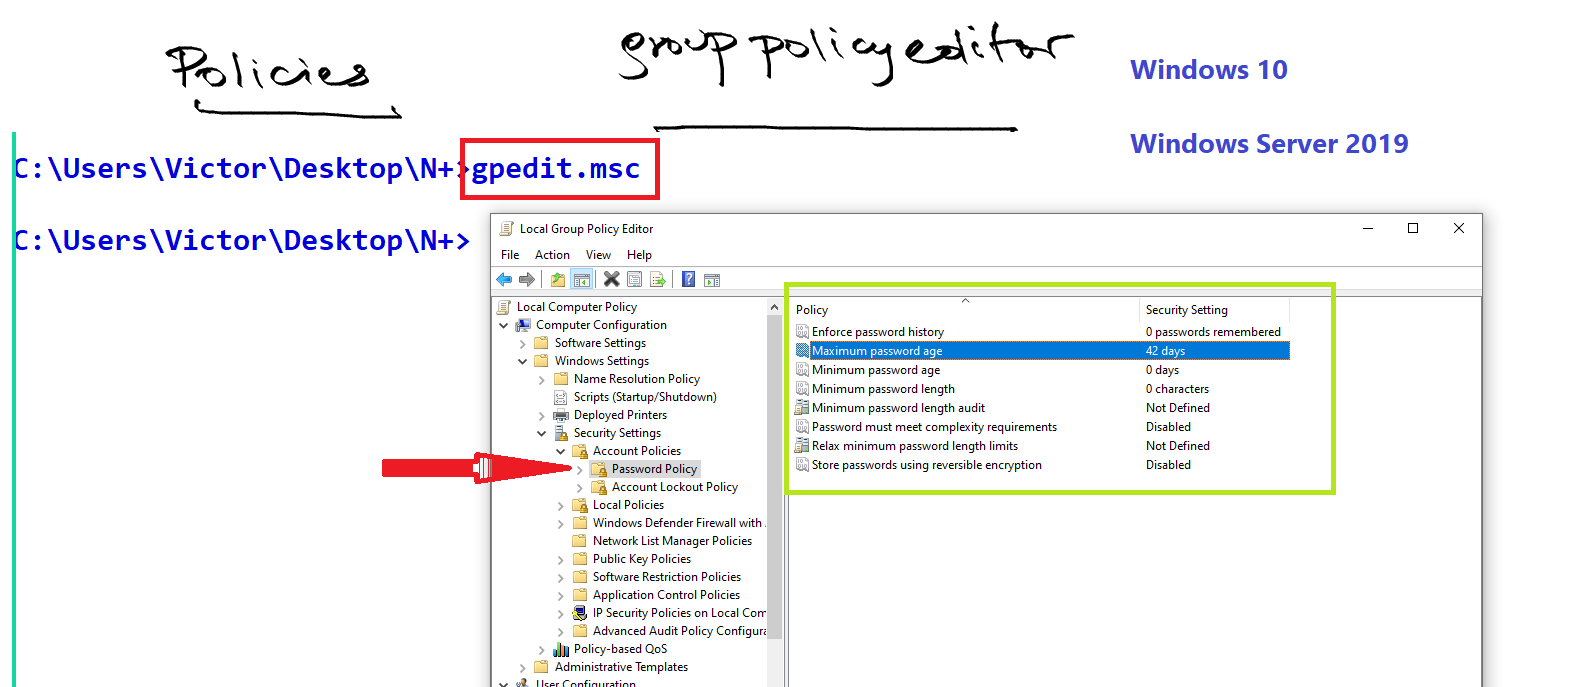 Policies
group policy editor
Windows 10
Windows Server 2019
C:\Users\Victor\Desktop\N+>gpedit.msc
C:\Users\Victor\Desktop\N+>
Local Group Policy Editor
File Action View Help
Local Computer Policy
Computer Configuration
Software Settings
Windows Settings
Name Resolution Policy
Scripts (Startup/Shutdown)
Deployed Printers
Security Settings
Account Policies
Password Policy
Account Lockout Policy
Local Policies
Windows Defender Firewall with
Network List Manager Policies
Public Key Policies
Software Restriction Policies
Application Control Policies
IP Security Policies on Local Com
Advanced Audit Policy Configura
Policy-based QoS
Administrative Templates
User Configuration
Policy Security Setting
Enforce password history 0 passwords remembered
Maximum password age 42 days
Minimum password age 0 days
Minimum password length 0 characters
Minimum password length audit Not Defined
Password must meet complexity requirements Disabled
Relax minimum password length limits Not Defined
Store passwords using reversible encryption Disabled